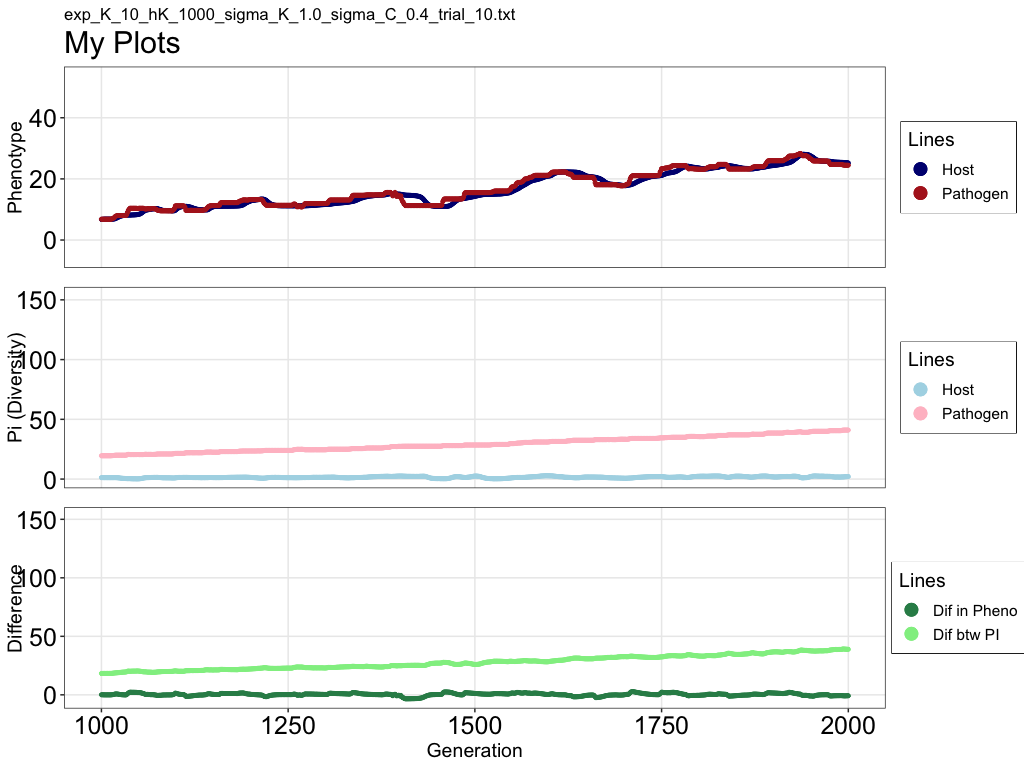 exp_K_10_hK_1000_sigma_K_1.0_sigma_C_0.4_trial_10.txt
My Plots
Phenotype
40
20
0
Lines
Host
Pathogen
Pi (Diversity)
150
100
50
0
Lines
Host
Pathogen
Difference
150
100
50
0
Lines
Dif in Pheno
Dif btw PI
1000 1250 1500 1750 2000
Generation